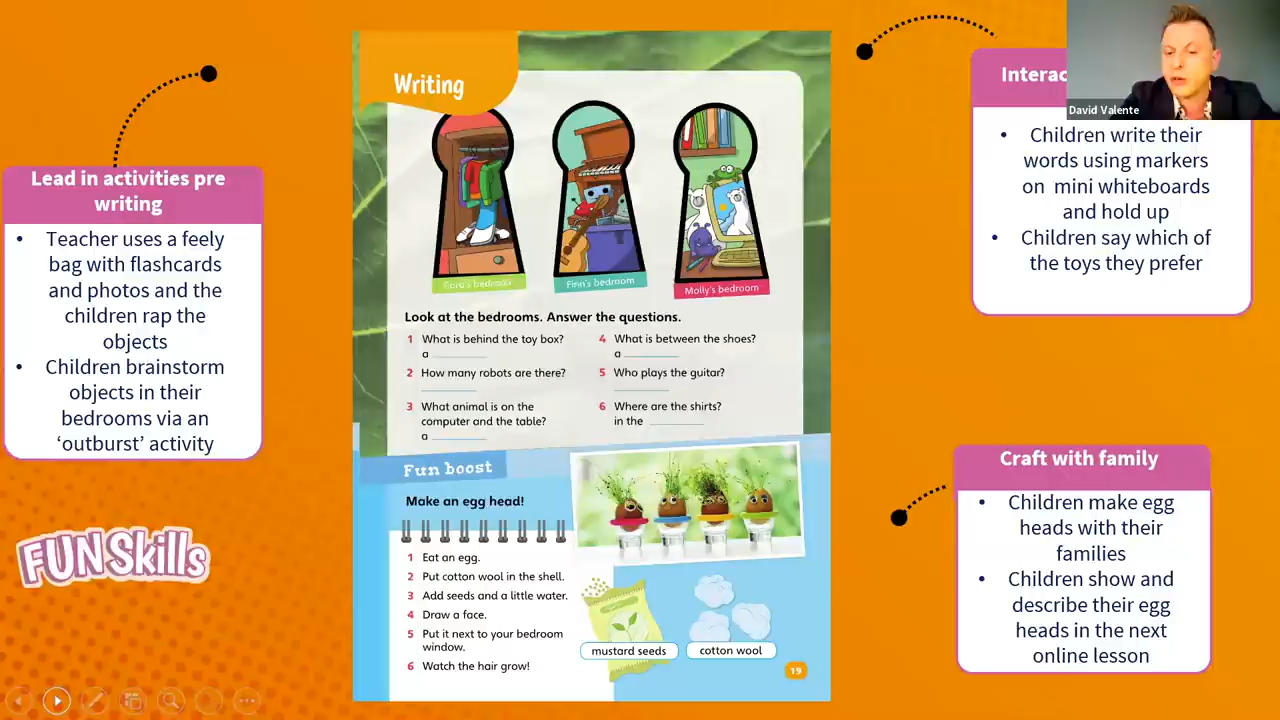 Lead in activities pre
writing
• Teacher uses a feely
bag with flashcards
and photos and the
children rap the
objects
• Children brainstorm
objects in their
bedrooms via an
‘outburst’ activity
FUN Skills
Writing
Cora's bedroom
Finn's bedroom
Molly's bedroom
Look at the bedrooms. Answer the questions.
1 What is behind the toy box?
a ________
2 How many robots are there?
________
3 What animal is on the
computer and the table?
a ________
4 What is between the shoes?
a ________
5 Who plays the guitar?
________
6 Where are the shirts?
in the ________
Fun boost
Make an egg head!
1 Eat an egg.
2 Put cotton wool in the shell.
3 Add seeds and a little water.
4 Draw a face.
5 Put it next to your bedroom
window.
6 Watch the hair grow!
mustard seeds
cotton wool
19
David Valente
• Children write their
words using markers
on mini whiteboards
and hold up
• Children say which of
the toys they prefer
Craft with family
• Children make egg
heads with their
families
• Children show and
describe their egg
heads in the next
online lesson